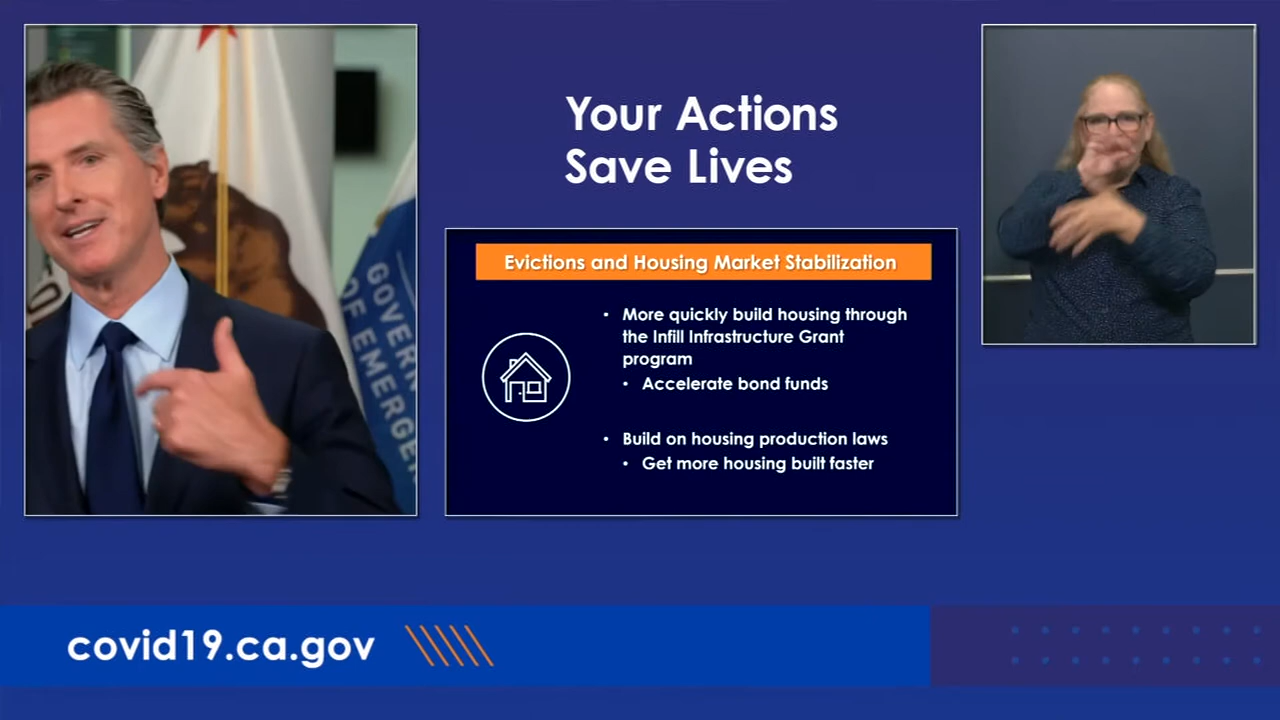 Your Actions
Save Lives
Evictions and Housing Market Stabilization
• More quickly build housing through
the Infill Infrastructure Grant
program
• Accelerate bond funds
• Build on housing production laws
• Get more housing built faster
covid19.ca.gov